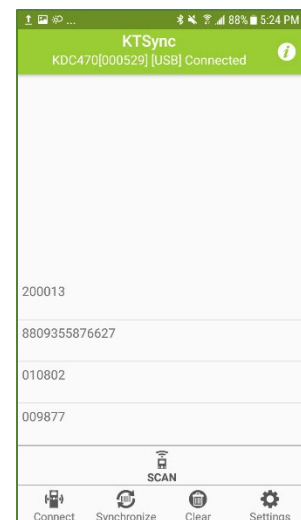 ... 88% 5:24 PM
KTSync
KDC470[000529] [USB] Connected
200013
8809355876627
010802
009877
SCAN
Connect Synchronize Clear Settings